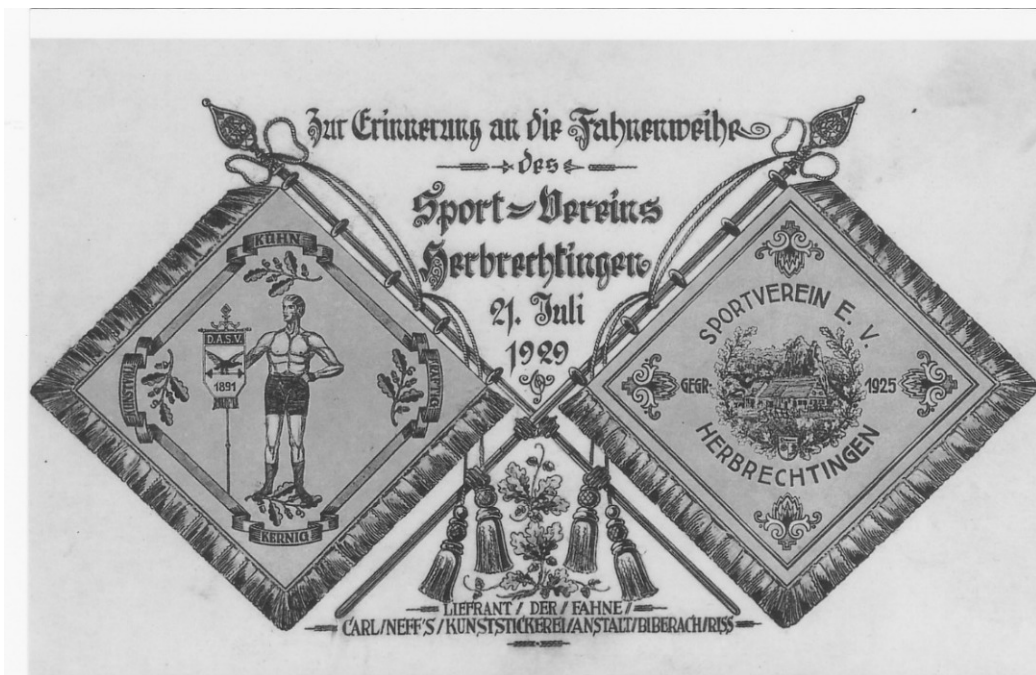 Zur Erinnerung an die Fahnenweihe
des
Sport=Vereins
Herbrechtingen
21. Juli
1929
KÜHN
D.A.S.V.
1891
KRÄFTIG
KERNIG
SPORTVEREIN E. V
GEGR- 1925
HERBRECHTINGEN
LIEFRANT / DER / FAHNE /
CARL/NEFF'S/KUNSTSTICKEREI/ANSTALT/BIBERACH/RISS